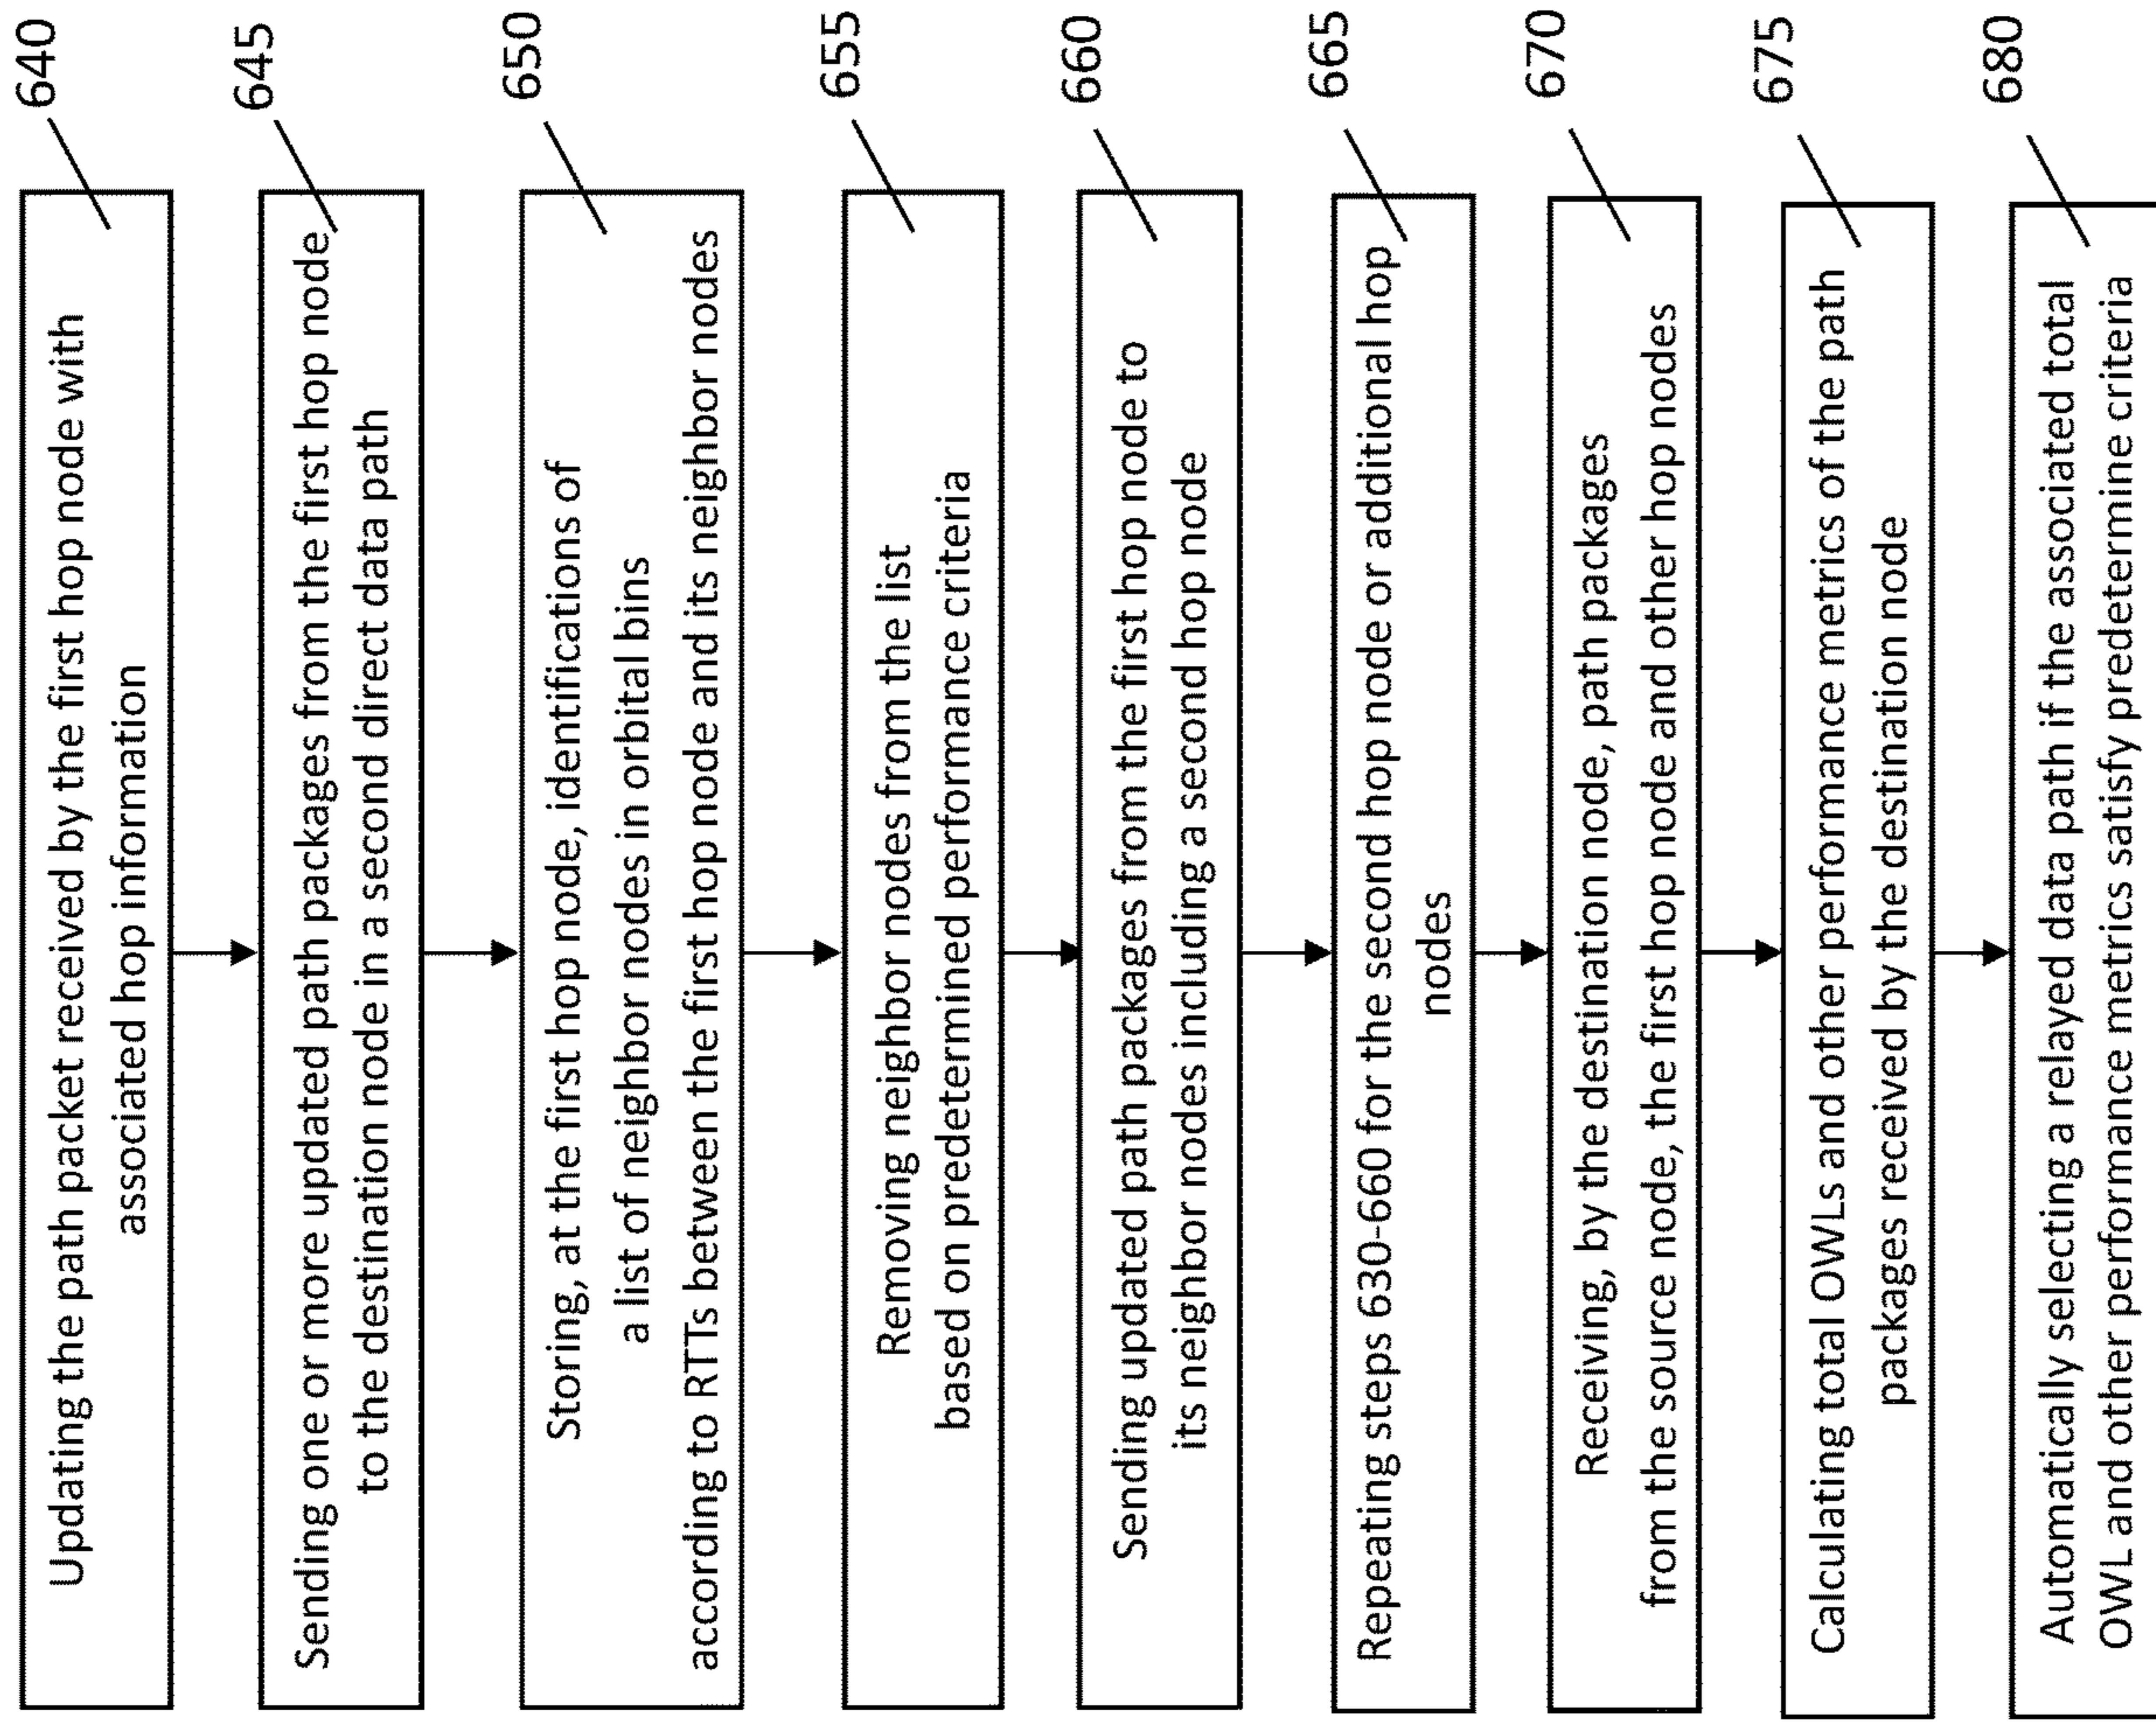 640
Updating the path packet received by the first hop node with
associated hop information
645
Sending one or more updated path packages from the first hop node
to the destination node in a second direct data path
650
Storing, at the first hop node, identifications of
a list of neighbor nodes in orbital bins
according to RTTs between the first hop node and its neighbor nodes
655
Removing neighbor nodes from the list
based on predetermined performance criteria
660
Sending updated path packages from the first hop node to
its neighbor nodes including a second hop node
665
Repeating steps 630-660 for the second hop node or additional hop
nodes
670
Receiving, by the destination node, path packages
from the source node, the first hop node and other hop nodes
675
Calculating total OWLs and other performance metrics of the path
packages received by the destination node
680
Automatically selecting a relayed data path if the associated total
OWL and other performance metrics satisfy predetermine criteria